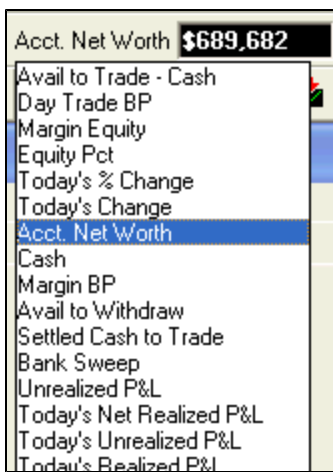 Acct. Net Worth $689,682
Avail to Trade - Cash
Day Trade BP
Margin Equity
Equity Pct
Today's % Change
Today's Change
Acct. Net Worth
Cash
Margin BP
Avail to Withdraw
Settled Cash to Trade
Bank Sweep
Unrealized P&L
Today's Net Realized P&L
Today's Unrealized P&L
Today's Realized P&L